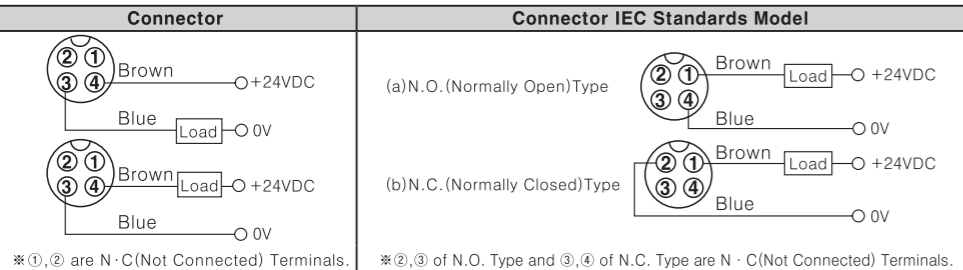 Connector
Connector IEC Standards Model
② ①
③ ④
Brown
+24VDC
Blue
Load
0V
② ①
③ ④
Brown
Load
+24VDC
Blue
0V
※①,② are N·C(Not Connected) Terminals.
(a)N.O.(Normally Open)Type
② ①
③ ④
Brown
Load
+24VDC
Blue
0V
(b)N.C.(Normally Closed)Type
② ①
③ ④
Brown
Load
+24VDC
Blue
0V
※②,③ of N.O. Type and ③,④ of N.C. Type are N·C(Not Connected) Terminals.